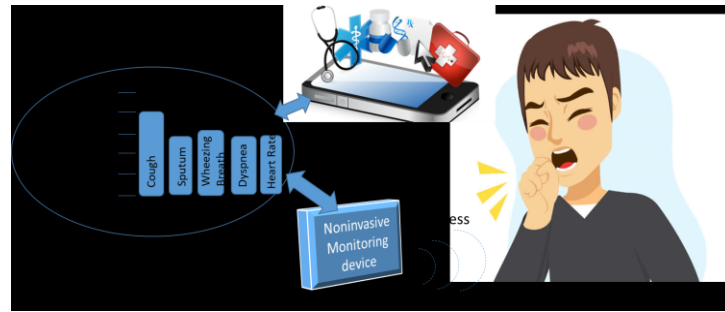 Cough
Sputum
Wheezing
Breath
Dyspnea
Heart Rate
Noninvasive
Monitoring
device
ess